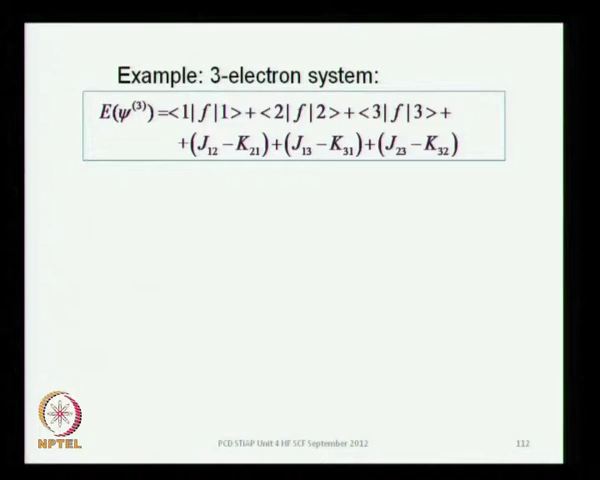 Example: 3-electron system:
E(ψ⁽³⁾)=<1|f|1>+<2|f|2>+<3|f|3>+
+(J₁₂−K₂₁)+(J₁₃−K₃₁)+(J₂₃−K₃₂)
NPTEL
PCD STiAP Unit 4 HF SCF September 2012
112